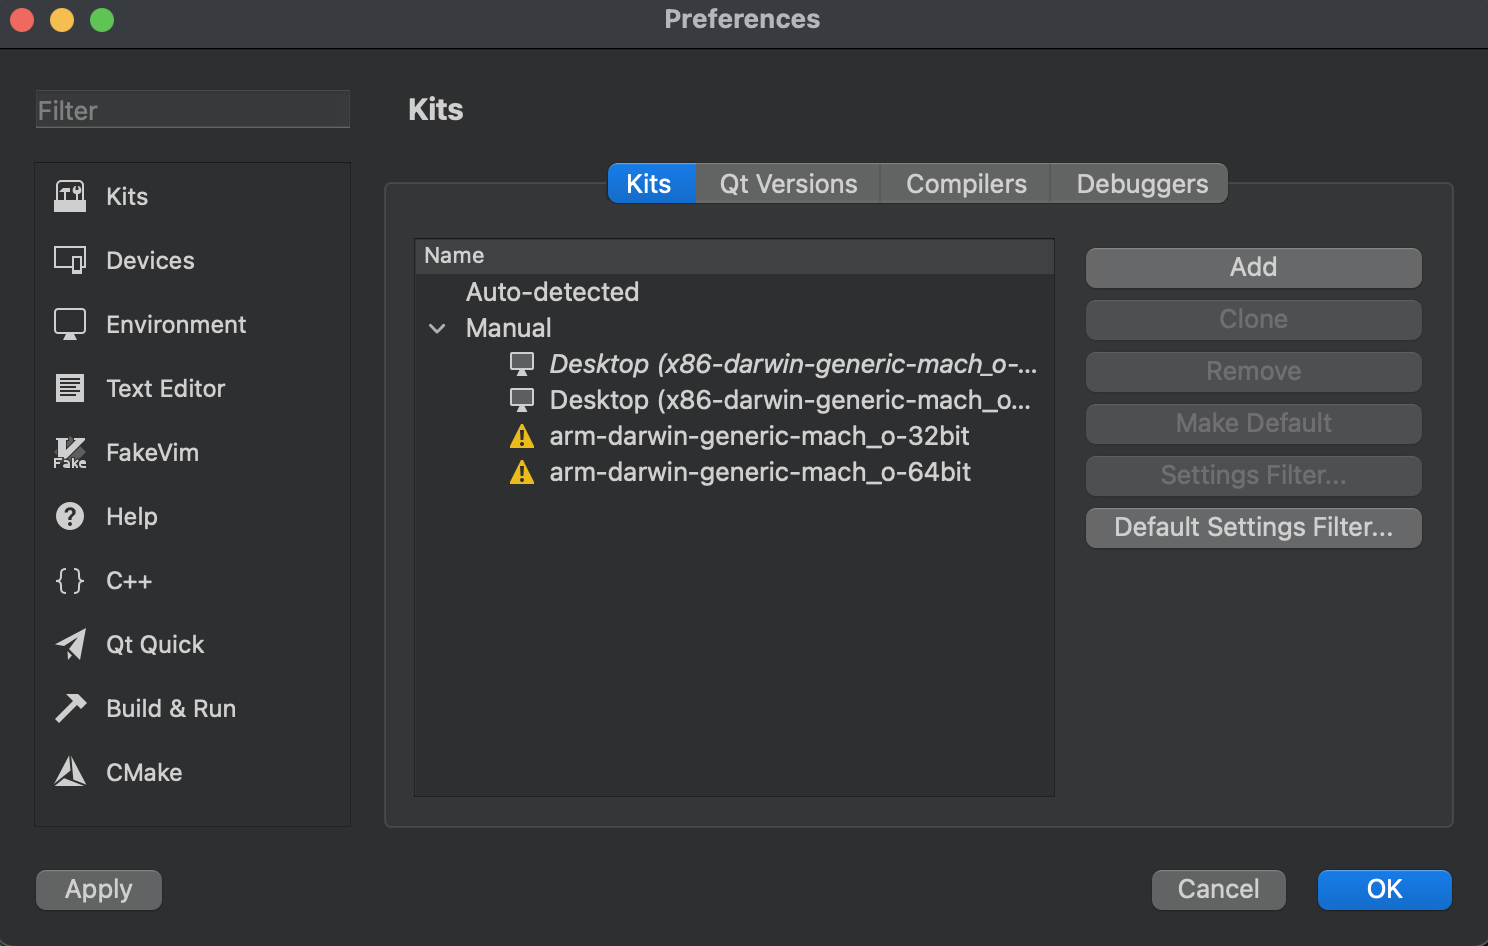 Preferences
Filter
Kits
Devices
Environment
Text Editor
Fake
FakeVim
Help
C++
Qt Quick
Build & Run
CMake
Kits
Kits
Qt Versions
Compilers
Debuggers
Name
Auto-detected
Manual
Desktop (x86-darwin-generic-mach_o-...
Desktop (x86-darwin-generic-mach_o...
arm-darwin-generic-mach_o-32bit
arm-darwin-generic-mach_o-64bit
Add
Clone
Remove
Make Default
Settings Filter...
Default Settings Filter...
Apply
Cancel
OK